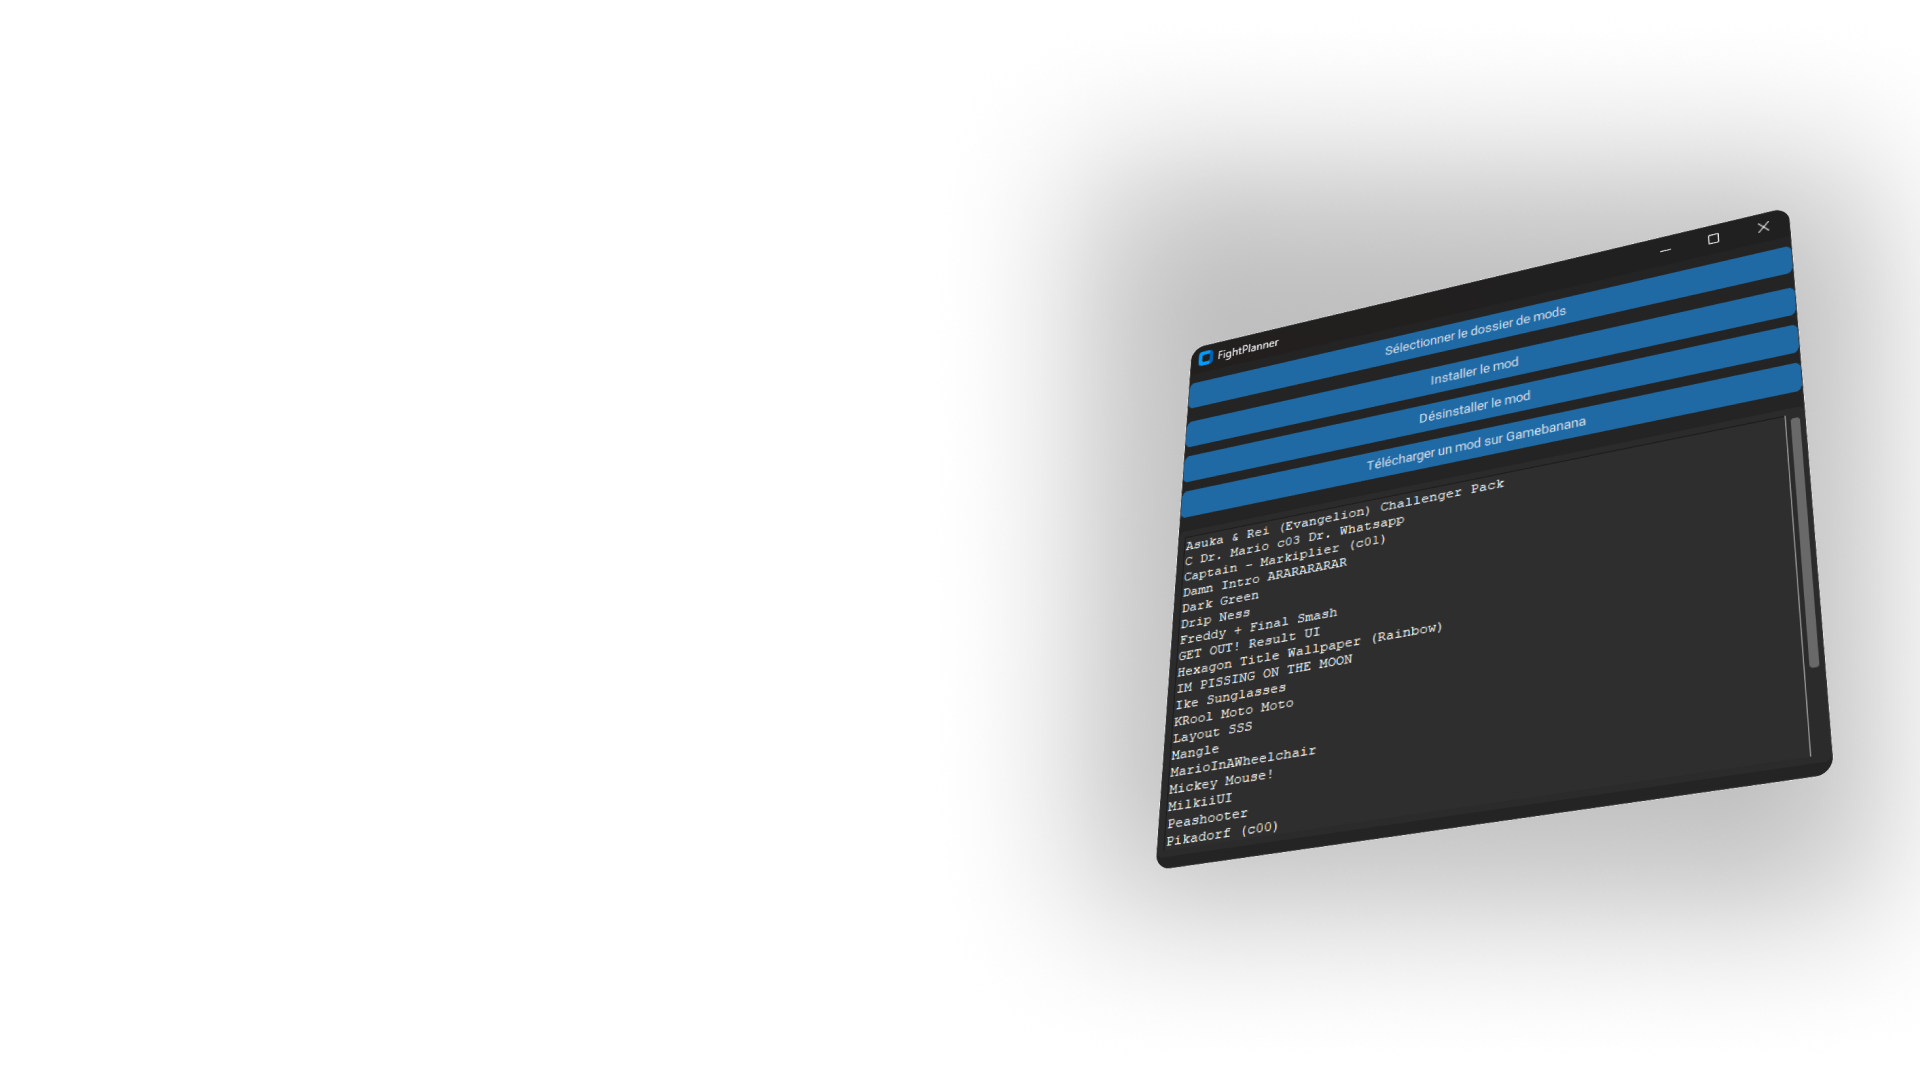 FightPlanner
Sélectionner le dossier de mods
Installer le mod
Désinstaller le mod
Télécharger un mod sur Gamebanana
Asuka & Rei (Evangelion) Challenger Pack
C Dr. Mario c03 Dr. Whatsapp
Captain - Markiplier (c01)
Damn Intro ARARARARAR
Dark Green
Drip Ness
Freddy + Final Smash
GET OUT! Result UI
Hexagon Title Wallpaper (Rainbow)
IM PISSING ON THE MOON
Ike Sunglasses
KRool Moto Moto
Layout SSS
Mangle
MarioInAWheelchair
Mickey Mouse!
MilkiiUI
Peashooter
Pikadorf (c00)